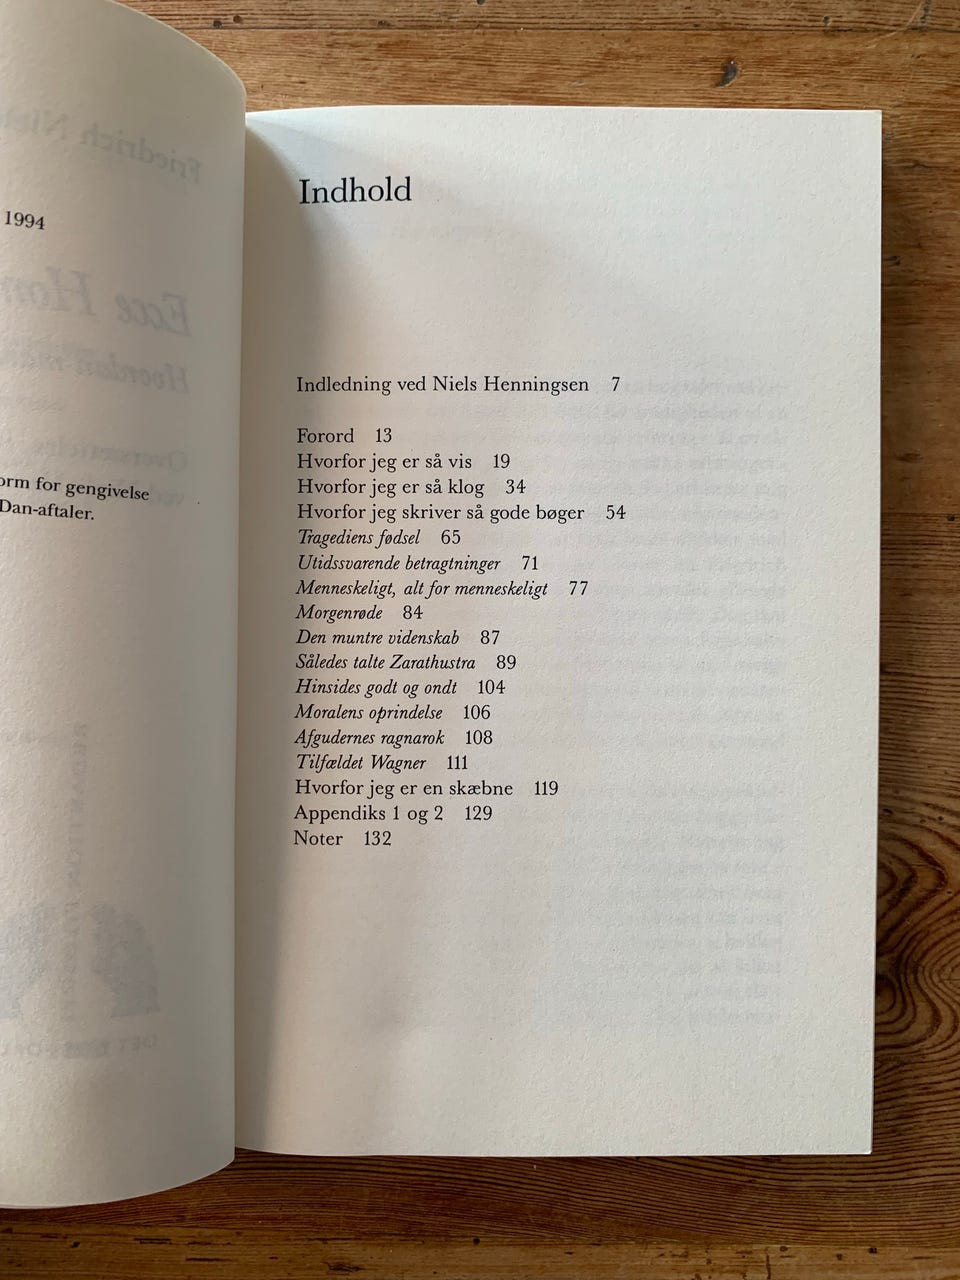 1994
orm for gengivelse
Dan-aftaler.
Indhold
Indledning ved Niels Henningsen 7
Forord 13
Hvorfor jeg er så vis 19
Hvorfor jeg er så klog 34
Hvorfor jeg skriver så gode bøger 54
Tragediens fødsel 65
Utidssvarende betragtninger 71
Menneskeligt, alt for menneskeligt 77
Morgenrøde 84
Den muntre videnskab 87
Således talte Zarathustra 89
Hinsides godt og ondt 104
Moralens oprindelse 106
Afgudernes ragnarok 108
Tilfældet Wagner 111
Hvorfor jeg er en skæbne 119
Appendiks 1 og 2 129
Noter 132